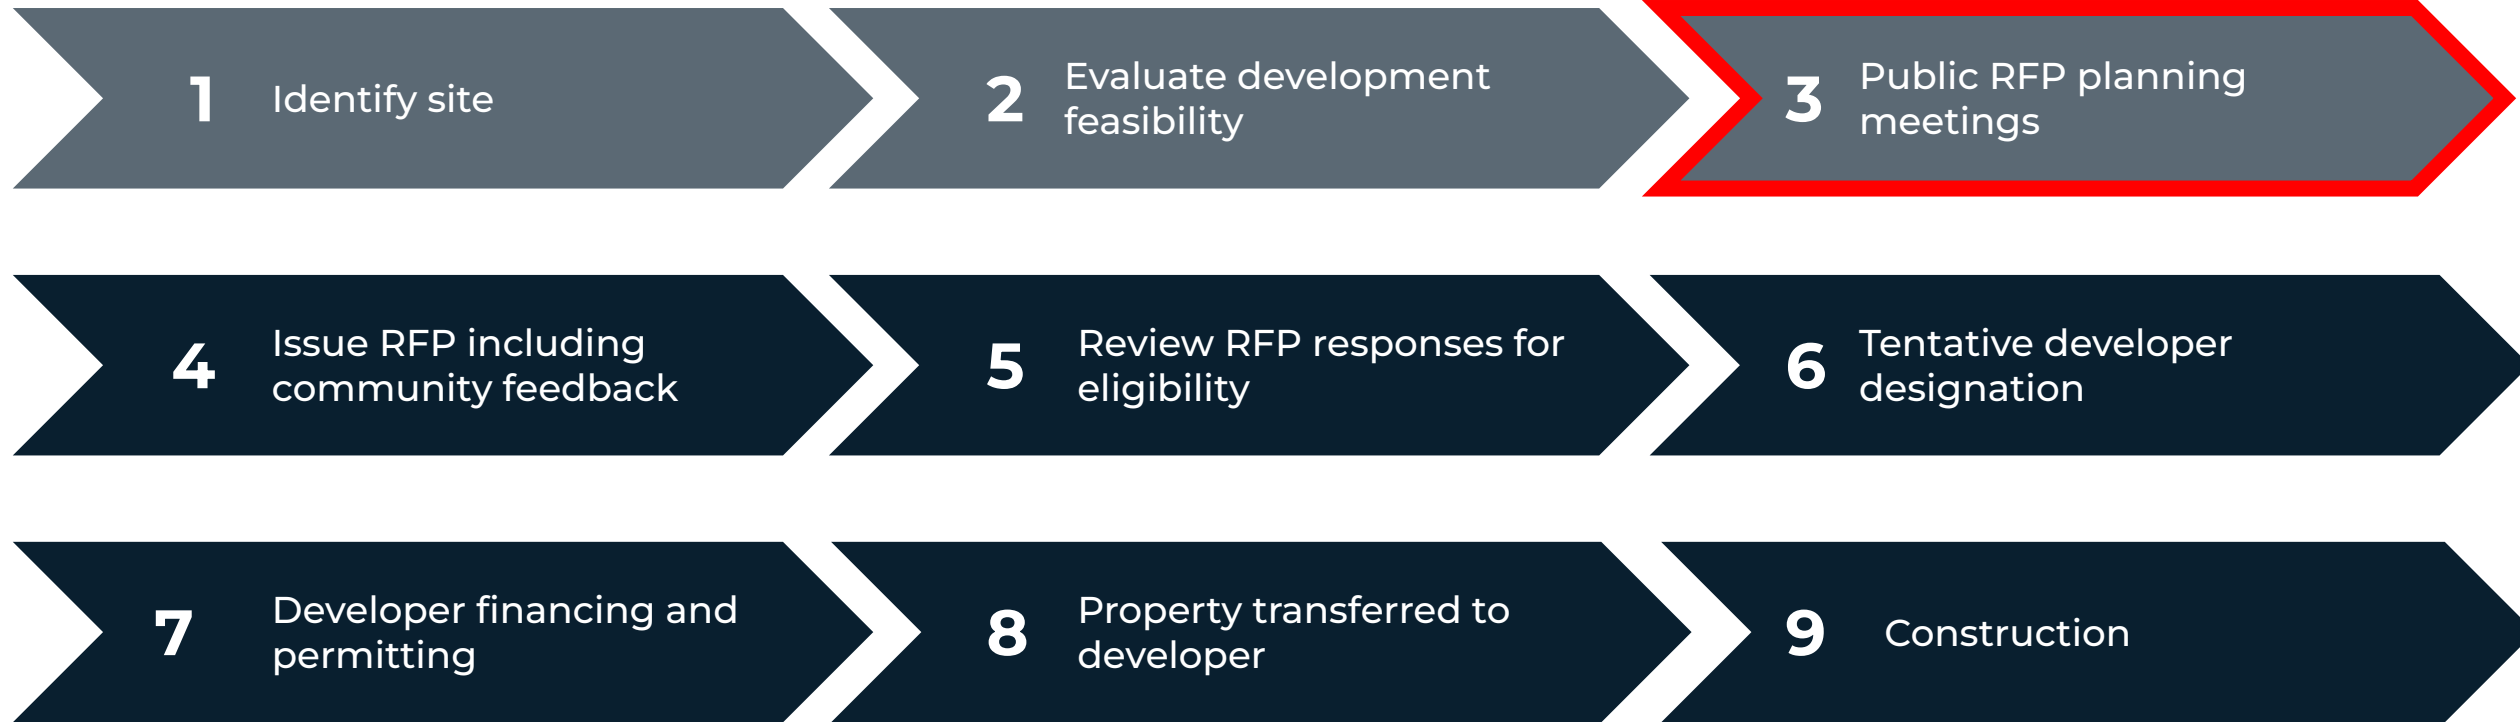 1
Identify site
2
Evaluate development
feasibility
3
Public RFP planning
meetings
4
Issue RFP including
community feedback
5
Review RFP responses for
eligibility
6
Tentative developer
designation
7
Developer financing and
permitting
8
Property transferred to
developer
9
Construction